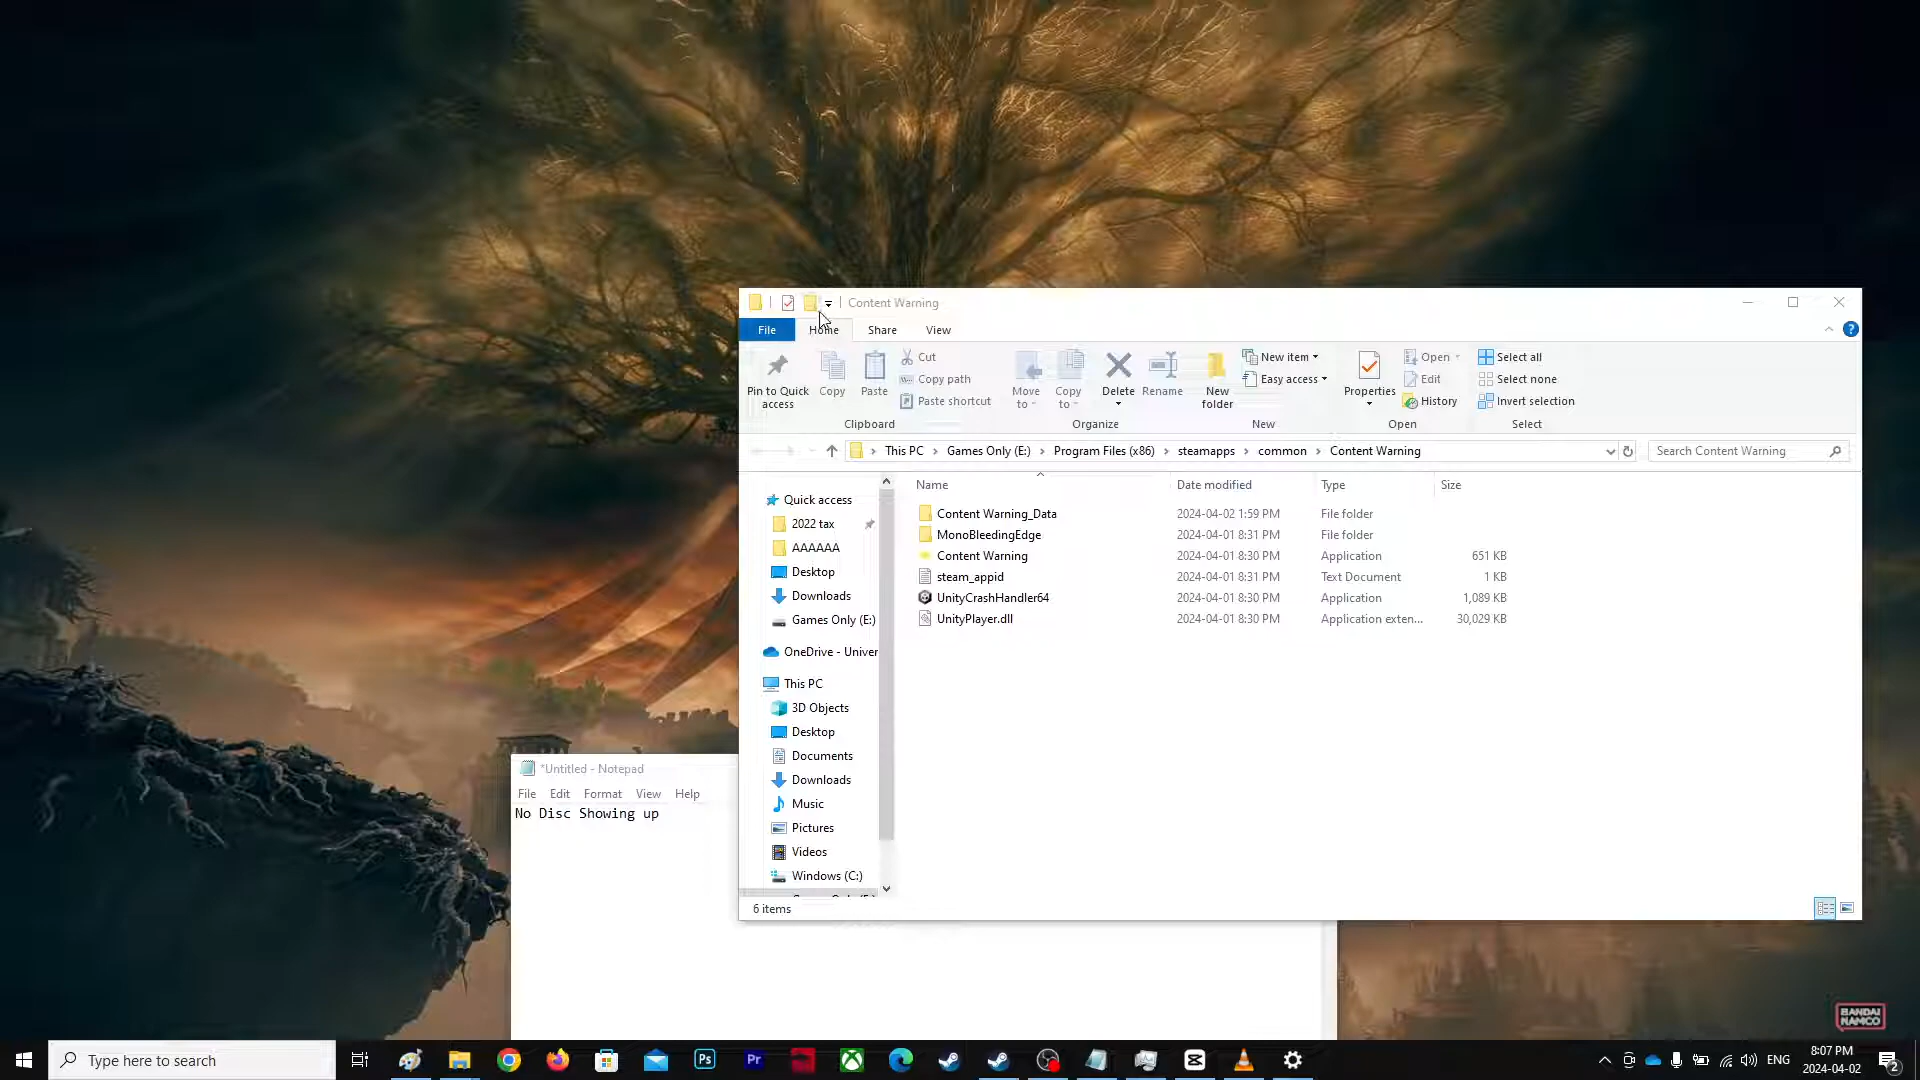 Content Warning
File Home Share View
Pin to Quick access
Copy
Paste
Cut
Copy path
Paste shortcut
Clipboard
Move to
Copy to
Delete
Rename
Organize
New folder
New item
Easy access
New
Properties
Open
Edit
History
Open
Select all
Select none
Invert selection
Select
This PC Games Only (E:) Program Files (x86) steamapps common Content Warning
Search Content Warning
Name Date modified Type Size
Content Warning_Data 2024-04-02 1:59 PM File folder
MonoBleedingEdge 2024-04-01 8:31 PM File folder
Content Warning 2024-04-01 8:30 PM Application 651 KB
steam_appid 2024-04-01 8:31 PM Text Document 1 KB
UnityCrashHandler64 2024-04-01 8:30 PM Application 1,089 KB
UnityPlayer.dll 2024-04-01 8:30 PM Application exten... 30,029 KB
Quick access
2022 tax
AAAAAA
Desktop
Downloads
Games Only (E:)
OneDrive - Univer
This PC
3D Objects
Desktop
Documents
Downloads
Music
Pictures
Videos
Windows (C:)
6 items
*Untitled - Notepad
File Edit Format View Help
No Disc Showing up
BANDAI
NAMCO
Type here to search
Ps
Pr
ENG
8:07 PM
2024-04-02
2